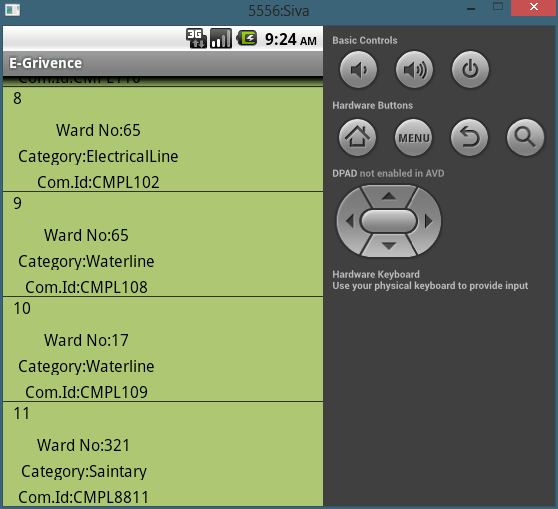 5556:Siva
3G
9:24 AM
E-Grivence
Com.Id:CMPL110
8
Ward No:65
Category:ElectricalLine
Com.Id:CMPL102
9
Ward No:65
Category:Waterline
Com.Id:CMPL108
10
Ward No:17
Category:Waterline
Com.Id:CMPL109
11
Ward No:321
Category:Saintary
Com.Id:CMPL8811
Basic Controls
Hardware Buttons
MENU
DPAD not enabled in AVD
Hardware Keyboard
Use your physical keyboard to provide input